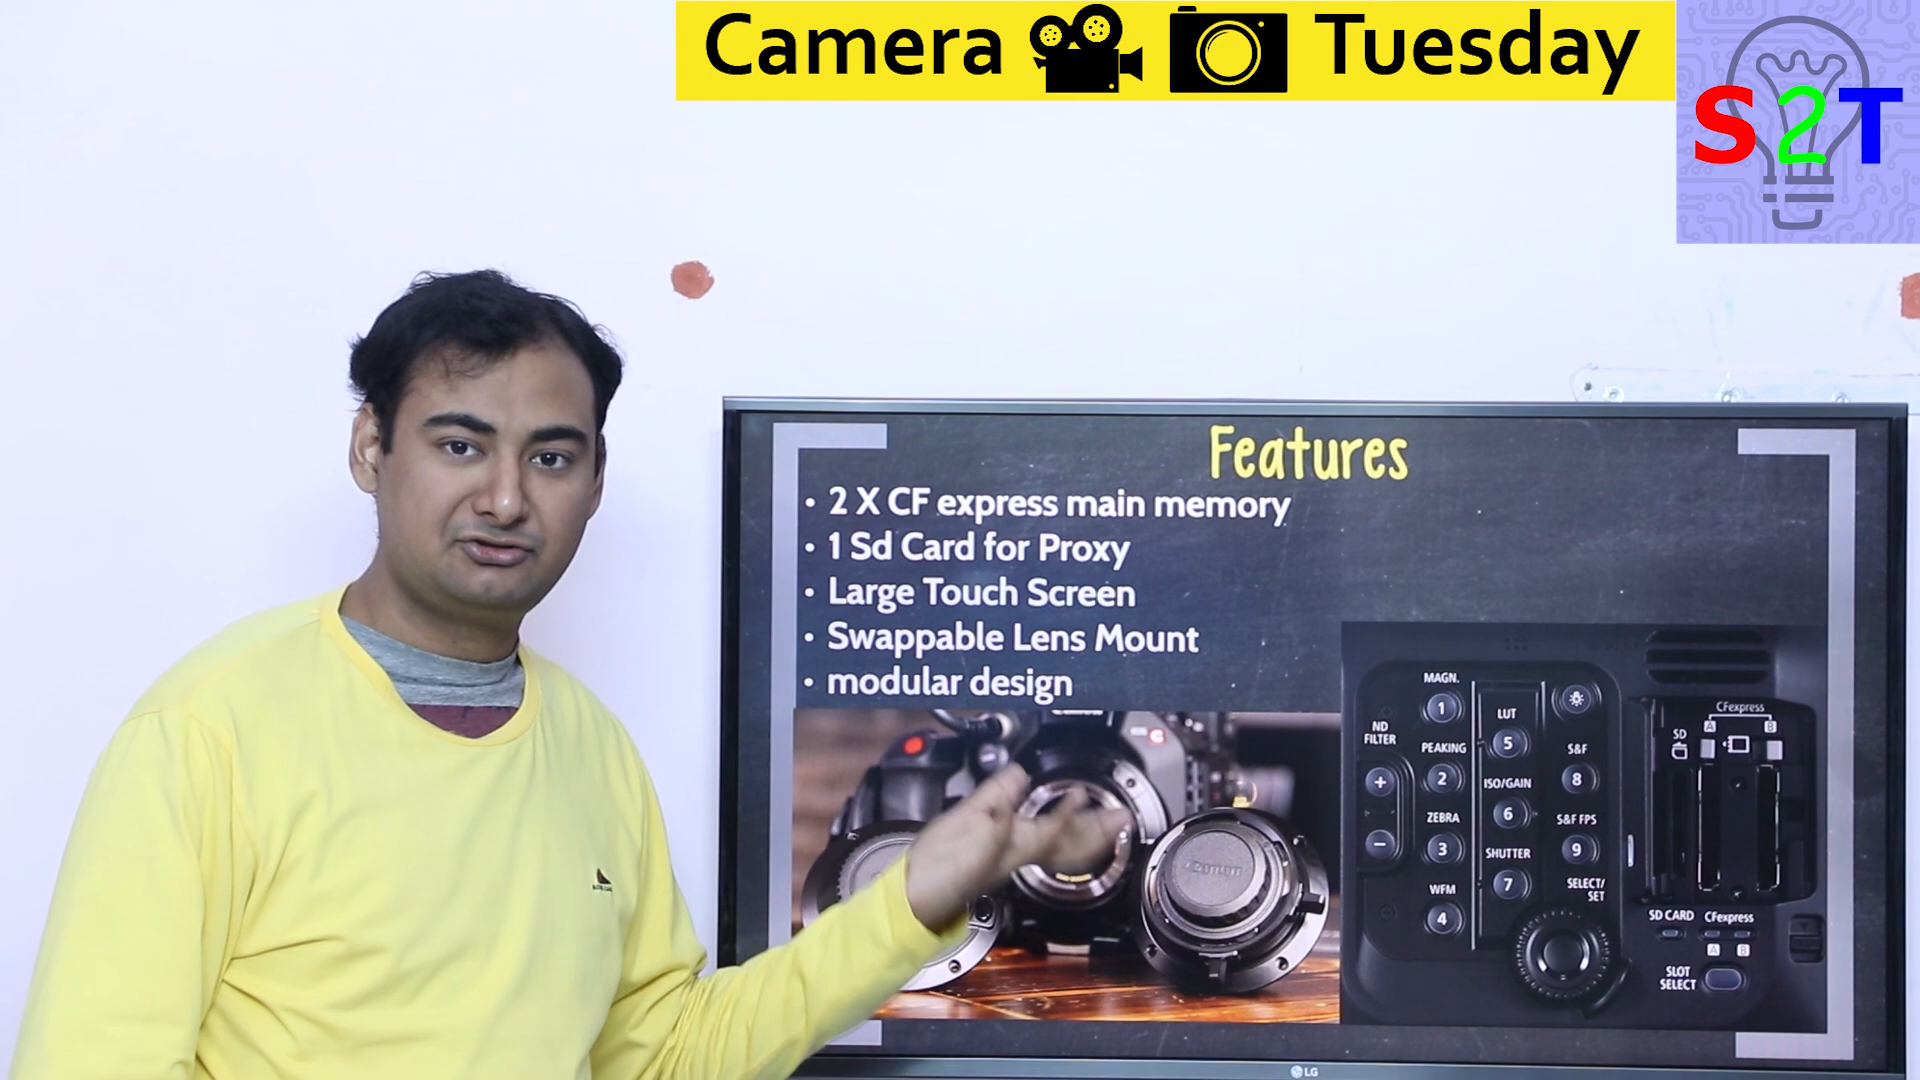 Camera Tuesday
S2T
Features
• 2 X CF express main memory
• 1 Sd Card for Proxy
• Large Touch Screen
• Swappable Lens Mount
• modular design
Canon
MAGN.
1
ND FILTER
+
−
PEAKING
2
ZEBRA
3
WFM
4
LUT
5
ISO/GAIN
6
SHUTTER
7
S&F
8
S&F FPS
9
SELECT/
SET
CFexpress
A B
SD
SD CARD CFexpress
A B
SLOT
SELECT
LG